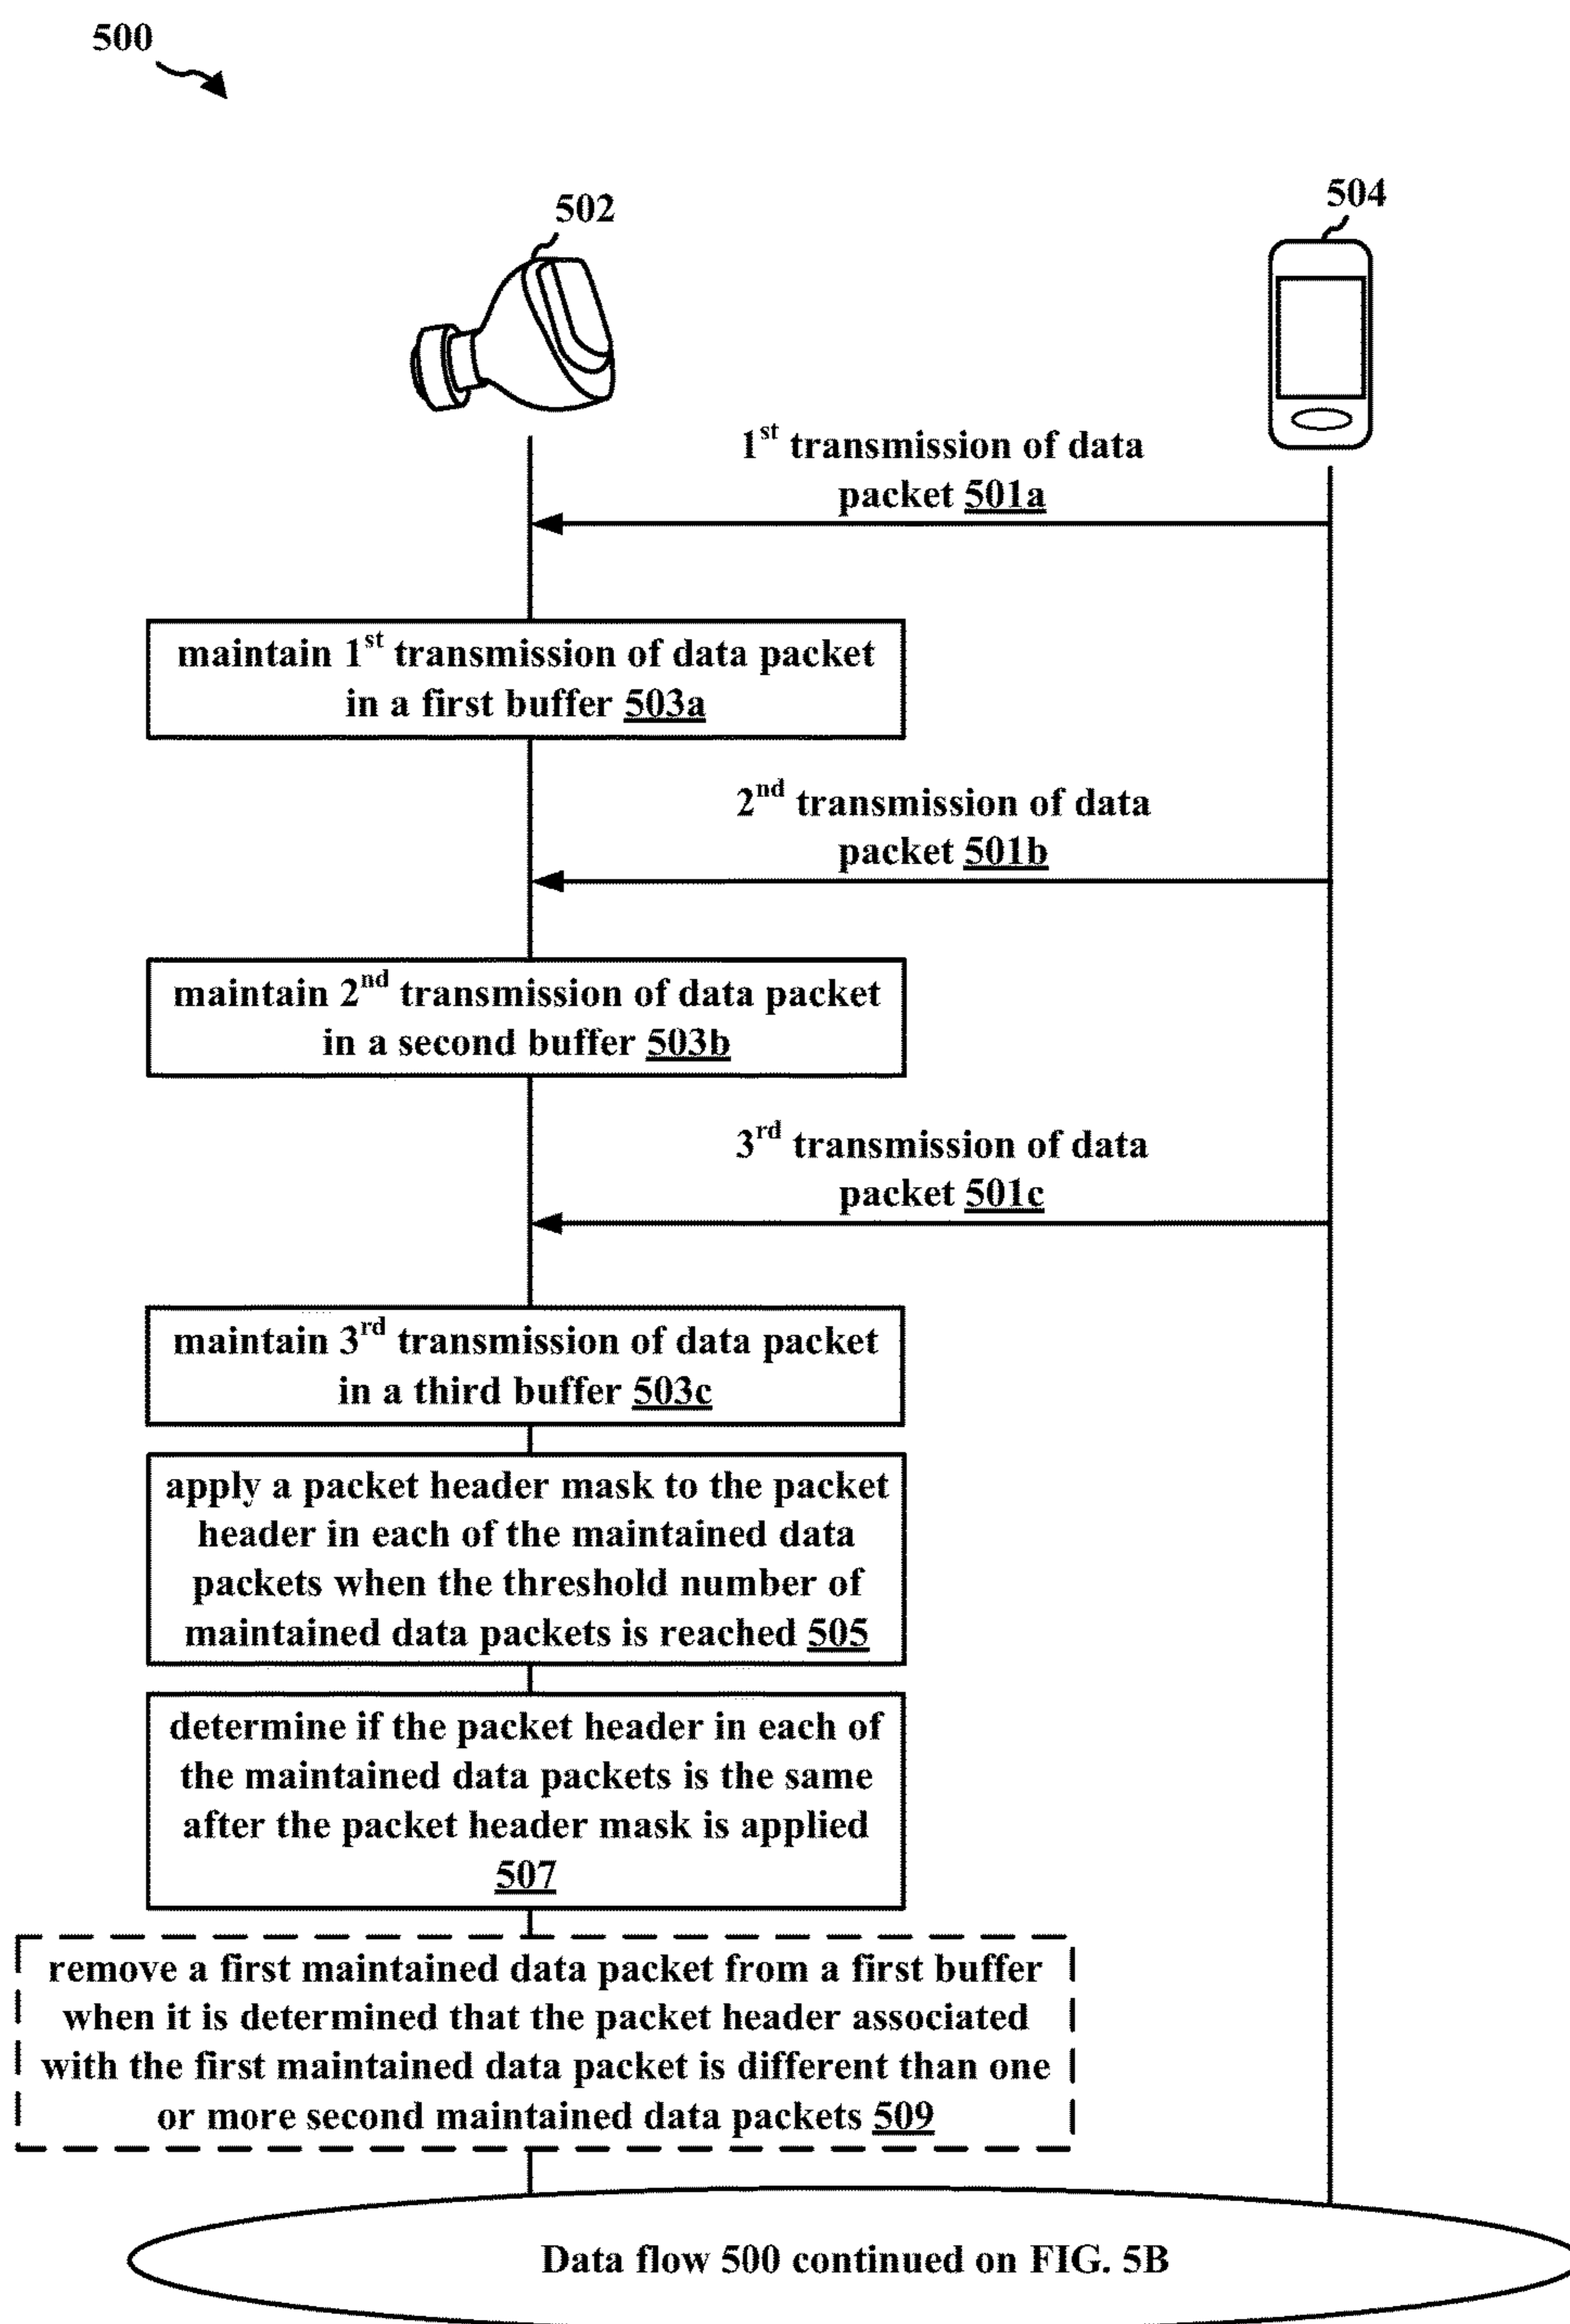 500
502
504
1st transmission of data
packet 501a
maintain 1st transmission of data packet
in a first buffer 503a
2nd transmission of data
packet 501b
maintain 2nd transmission of data packet
in a second buffer 503b
3rd transmission of data
packet 501c
maintain 3rd transmission of data packet
in a third buffer 503c
apply a packet header mask to the packet
header in each of the maintained data
packets when the threshold number of
maintained data packets is reached 505
determine if the packet header in each of
the maintained data packets is the same
after the packet header mask is applied
507
remove a first maintained data packet from a first buffer
when it is determined that the packet header associated
with the first maintained data packet is different than one
or more second maintained data packets 509
Data flow 500 continued on FIG. 5B